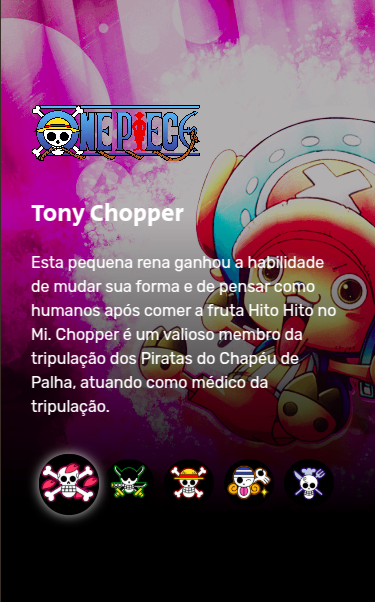 ONE PIECE
Tony Chopper
Esta pequena rena ganhou a habilidade
de mudar sua forma e de pensar como
humanos após comer a fruta Hito Hito no
Mi. Chopper é um valioso membro da
tripulação dos Piratas do Chapéu de
Palha, atuando como médico da
tripulação.